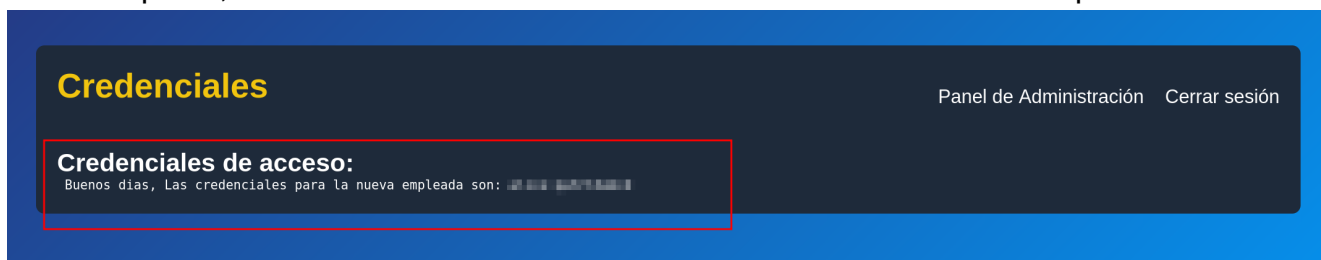 Credenciales
Panel de Administración Cerrar sesión
Credenciales de acceso:
Buenos dias, Las credenciales para la nueva empleada son: